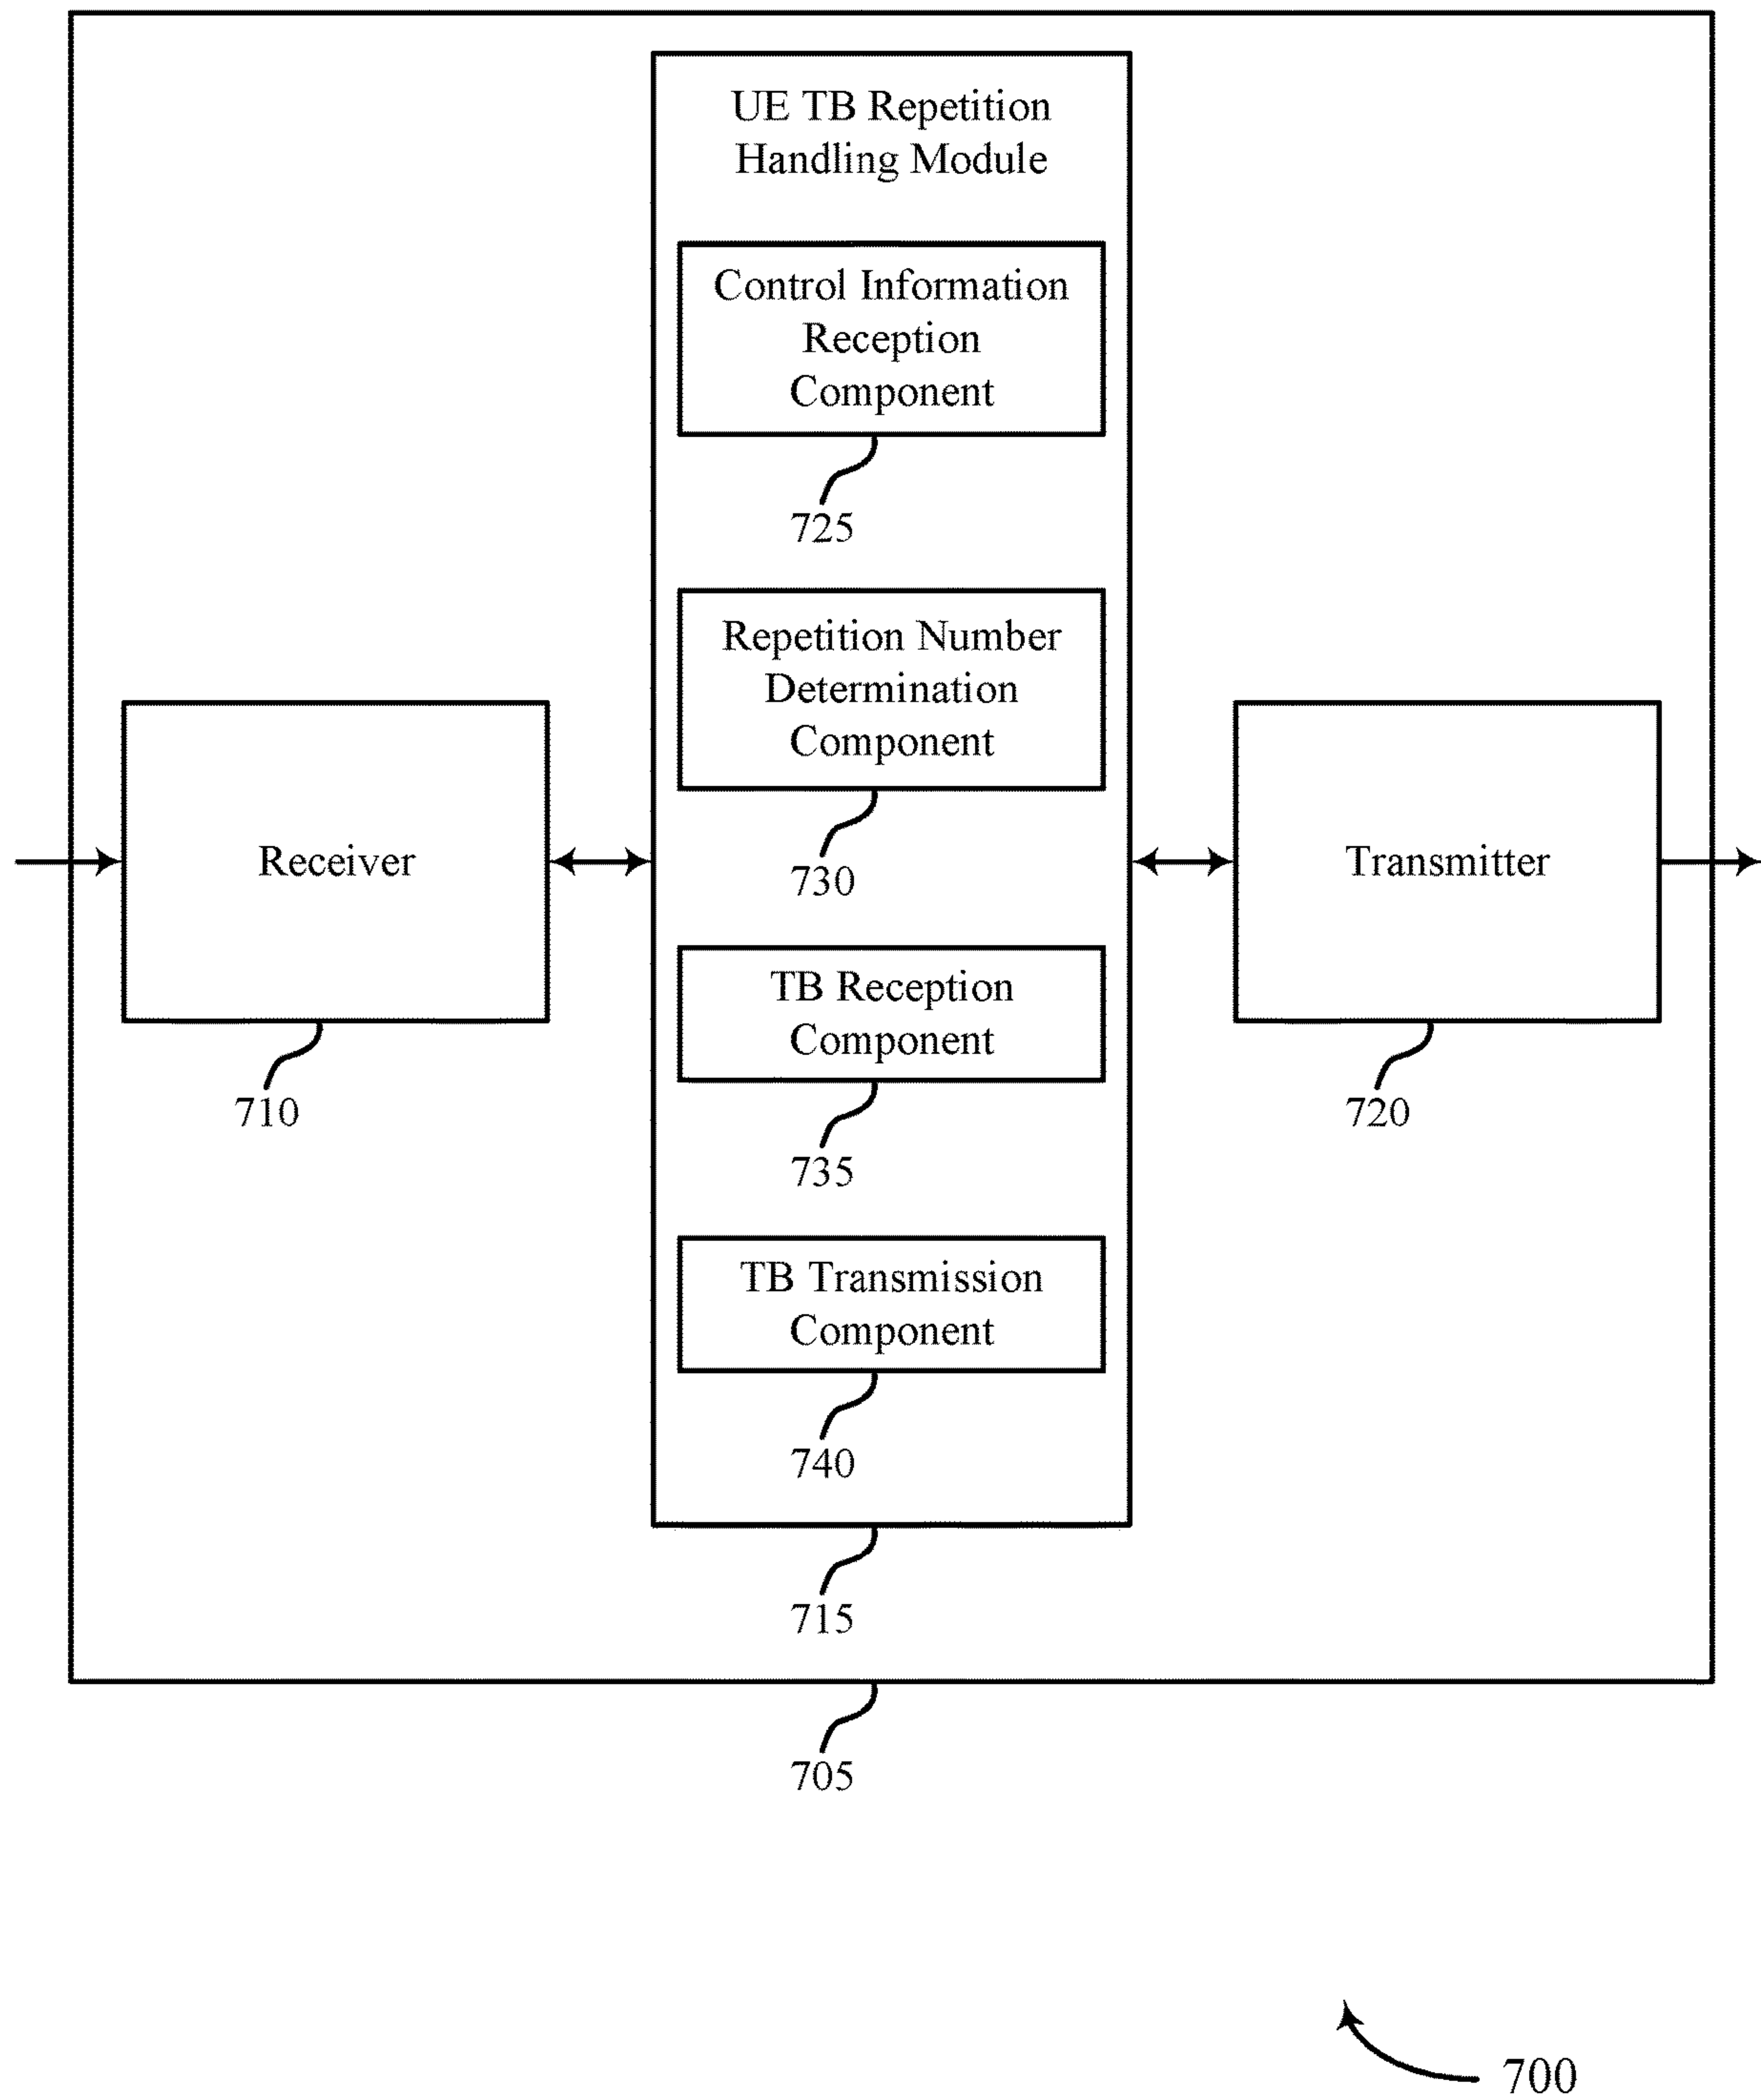 UE TB Repetition
Handling Module
Control Information
Reception
Component
725
Repetition Number
Determination
Component
730
Receiver
710
Transmitter
720
TB Reception
Component
735
TB Transmission
Component
740
715
705
700